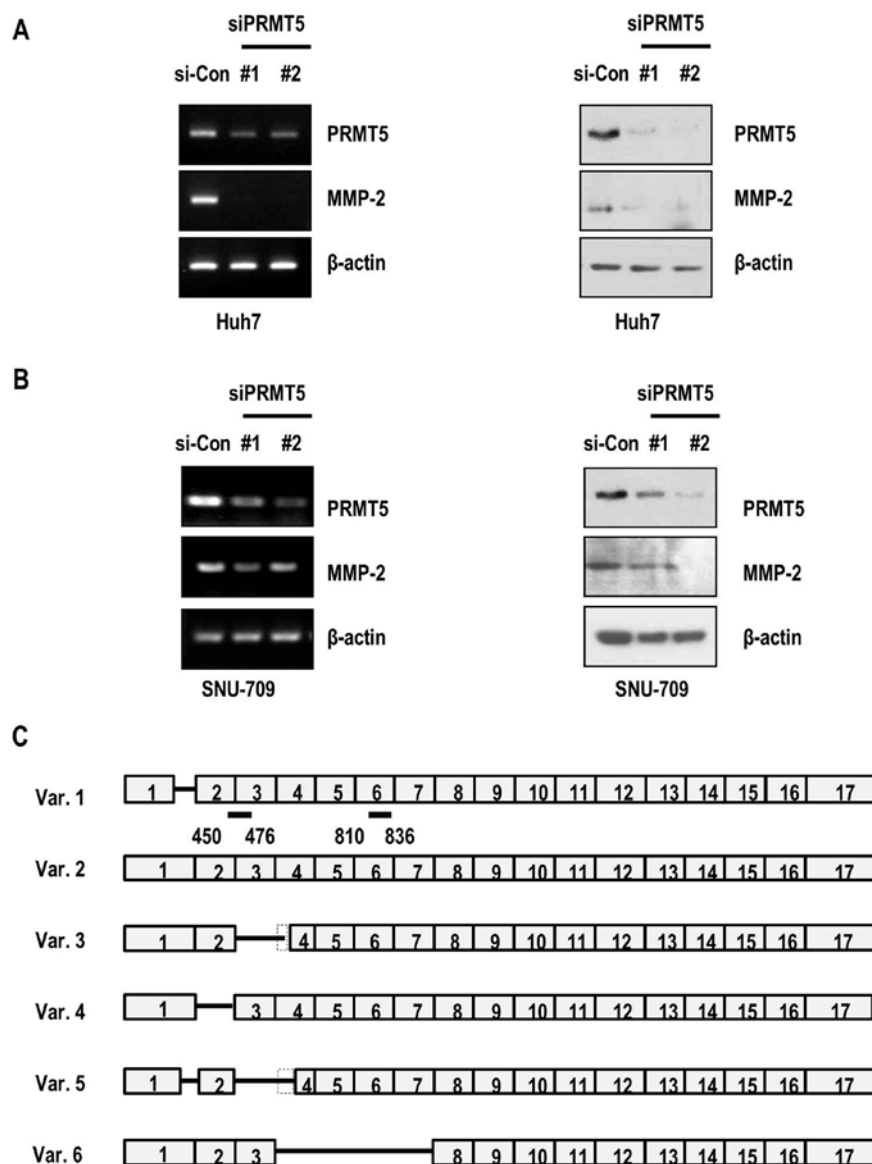 A
siPRMT5
si-Con #1 #2
PRMT5
MMP-2
β-actin
Huh7
siPRMT5
si-Con #1 #2
PRMT5
MMP-2
β-actin
Huh7
B
siPRMT5
si-Con #1 #2
PRMT5
MMP-2
β-actin
SNU-709
siPRMT5
si-Con #1 #2
PRMT5
MMP-2
β-actin
SNU-709
C
Var. 1 1 2 3 4 5 6 7 8 9 10 11 12 13 14 15 16 17
450 476 810 836
Var. 2 1 2 3 4 5 6 7 8 9 10 11 12 13 14 15 16 17
Var. 3 1 2 4 5 6 7 8 9 10 11 12 13 14 15 16 17
Var. 4 1 3 4 5 6 7 8 9 10 11 12 13 14 15 16 17
Var. 5 1 2 4 5 6 7 8 9 10 11 12 13 14 15 16 17
Var. 6 1 2 3 8 9 10 11 12 13 14 15 16 17